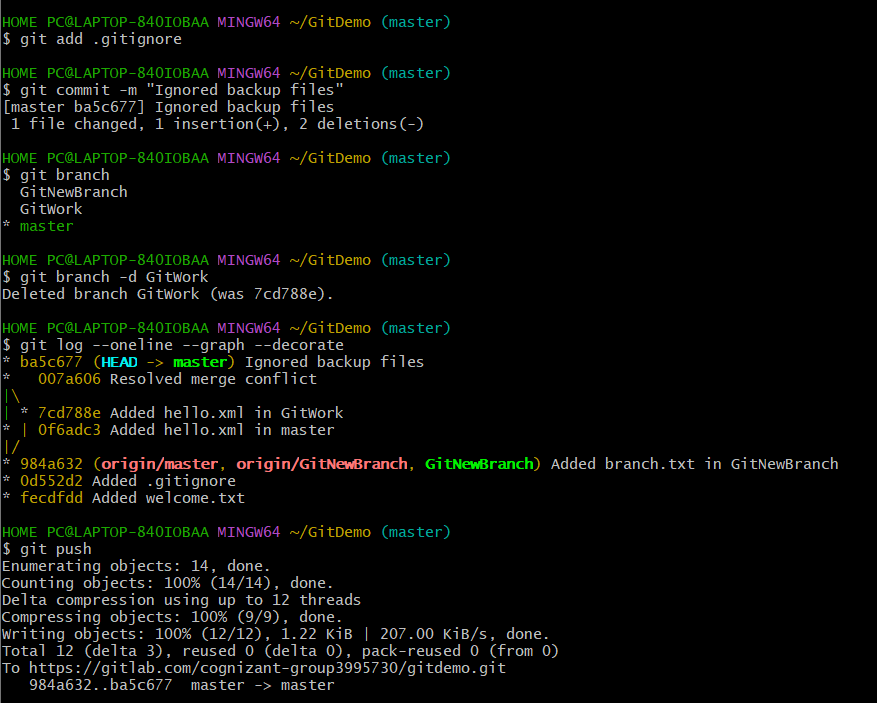 HOME PC@LAPTOP-840IOBAA MINGW64 ~/GitDemo (master)
$ git add .gitignore
HOME PC@LAPTOP-840IOBAA MINGW64 ~/GitDemo (master)
$ git commit -m "Ignored backup files"
[master ba5c677] Ignored backup files
 1 file changed, 1 insertion(+), 2 deletions(-)
HOME PC@LAPTOP-840IOBAA MINGW64 ~/GitDemo (master)
$ git branch
  GitNewBranch
  GitWork
* master
HOME PC@LAPTOP-840IOBAA MINGW64 ~/GitDemo (master)
$ git branch -d GitWork
Deleted branch GitWork (was 7cd788e).
HOME PC@LAPTOP-840IOBAA MINGW64 ~/GitDemo (master)
$ git log --oneline --graph --decorate
* ba5c677 (HEAD -> master) Ignored backup files
*   007a606 Resolved merge conflict
|\
| * 7cd788e Added hello.xml in GitWork
* | 0f6adc3 Added hello.xml in master
|/
* 984a632 (origin/master, origin/GitNewBranch, GitNewBranch) Added branch.txt in GitNewBranch
* 0d552d2 Added .gitignore
* fecdfdd Added welcome.txt
HOME PC@LAPTOP-840IOBAA MINGW64 ~/GitDemo (master)
$ git push
Enumerating objects: 14, done.
Counting objects: 100% (14/14), done.
Delta compression using up to 12 threads
Compressing objects: 100% (9/9), done.
Writing objects: 100% (12/12), 1.22 KiB | 207.00 KiB/s, done.
Total 12 (delta 3), reused 0 (delta 0), pack-reused 0 (from 0)
To https://gitlab.com/cognizant-group3995730/gitdemo.git
   984a632..ba5c677  master -> master